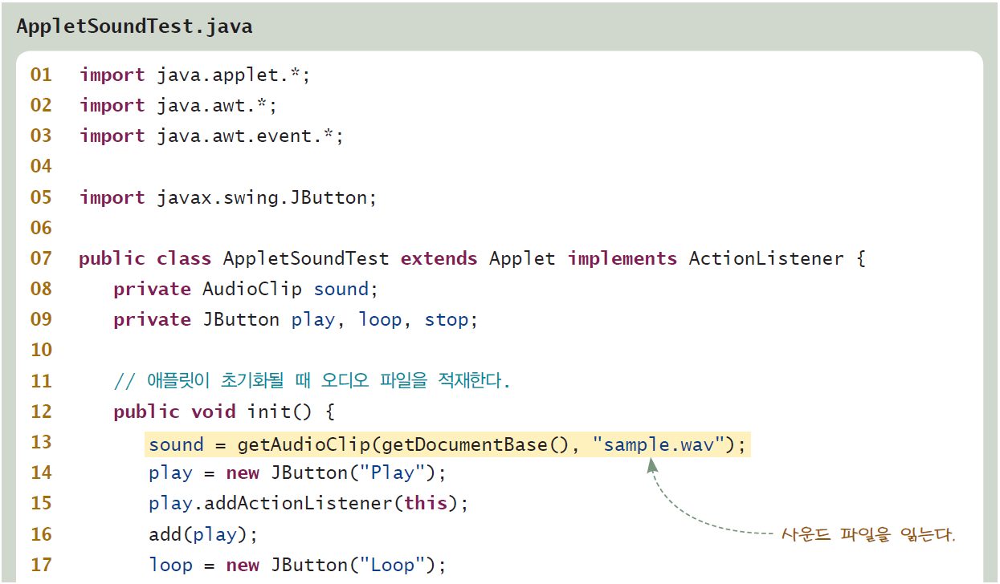 AppletSoundTest.java
01 import java.applet.*;
02 import java.awt.*;
03 import java.awt.event.*;
04
05 import javax.swing.JButton;
06
07 public class AppletSoundTest extends Applet implements ActionListener {
08 private AudioClip sound;
09 private JButton play, loop, stop;
10
11 // 애플릿이 초기화될 때 오디오 파일을 적재한다.
12 public void init() {
13 sound = getAudioClip(getDocumentBase(), "sample.wav");
14 play = new JButton("Play");
15 play.addActionListener(this);
16 add(play);
사운드 파일을 읽는다.
17 loop = new JButton("Loop");